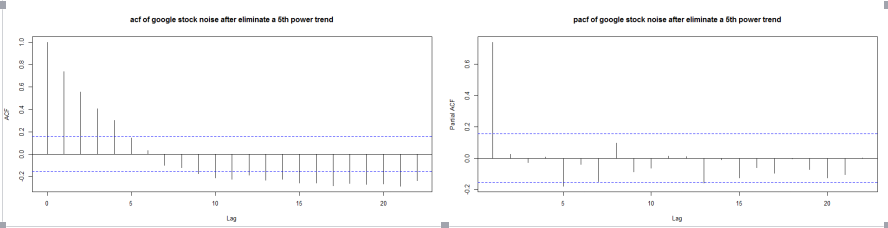 acf of google stock noise after eliminate a 5th power trend
ACF
1.0
0.8
0.6
0.4
0.2
0.0
-0.2
0 5 10 15 20
Lag
pacf of google stock noise after eliminate a 5th power trend
Partial ACF
0.6
0.4
0.2
0.0
-0.2
5 10 15 20
Lag